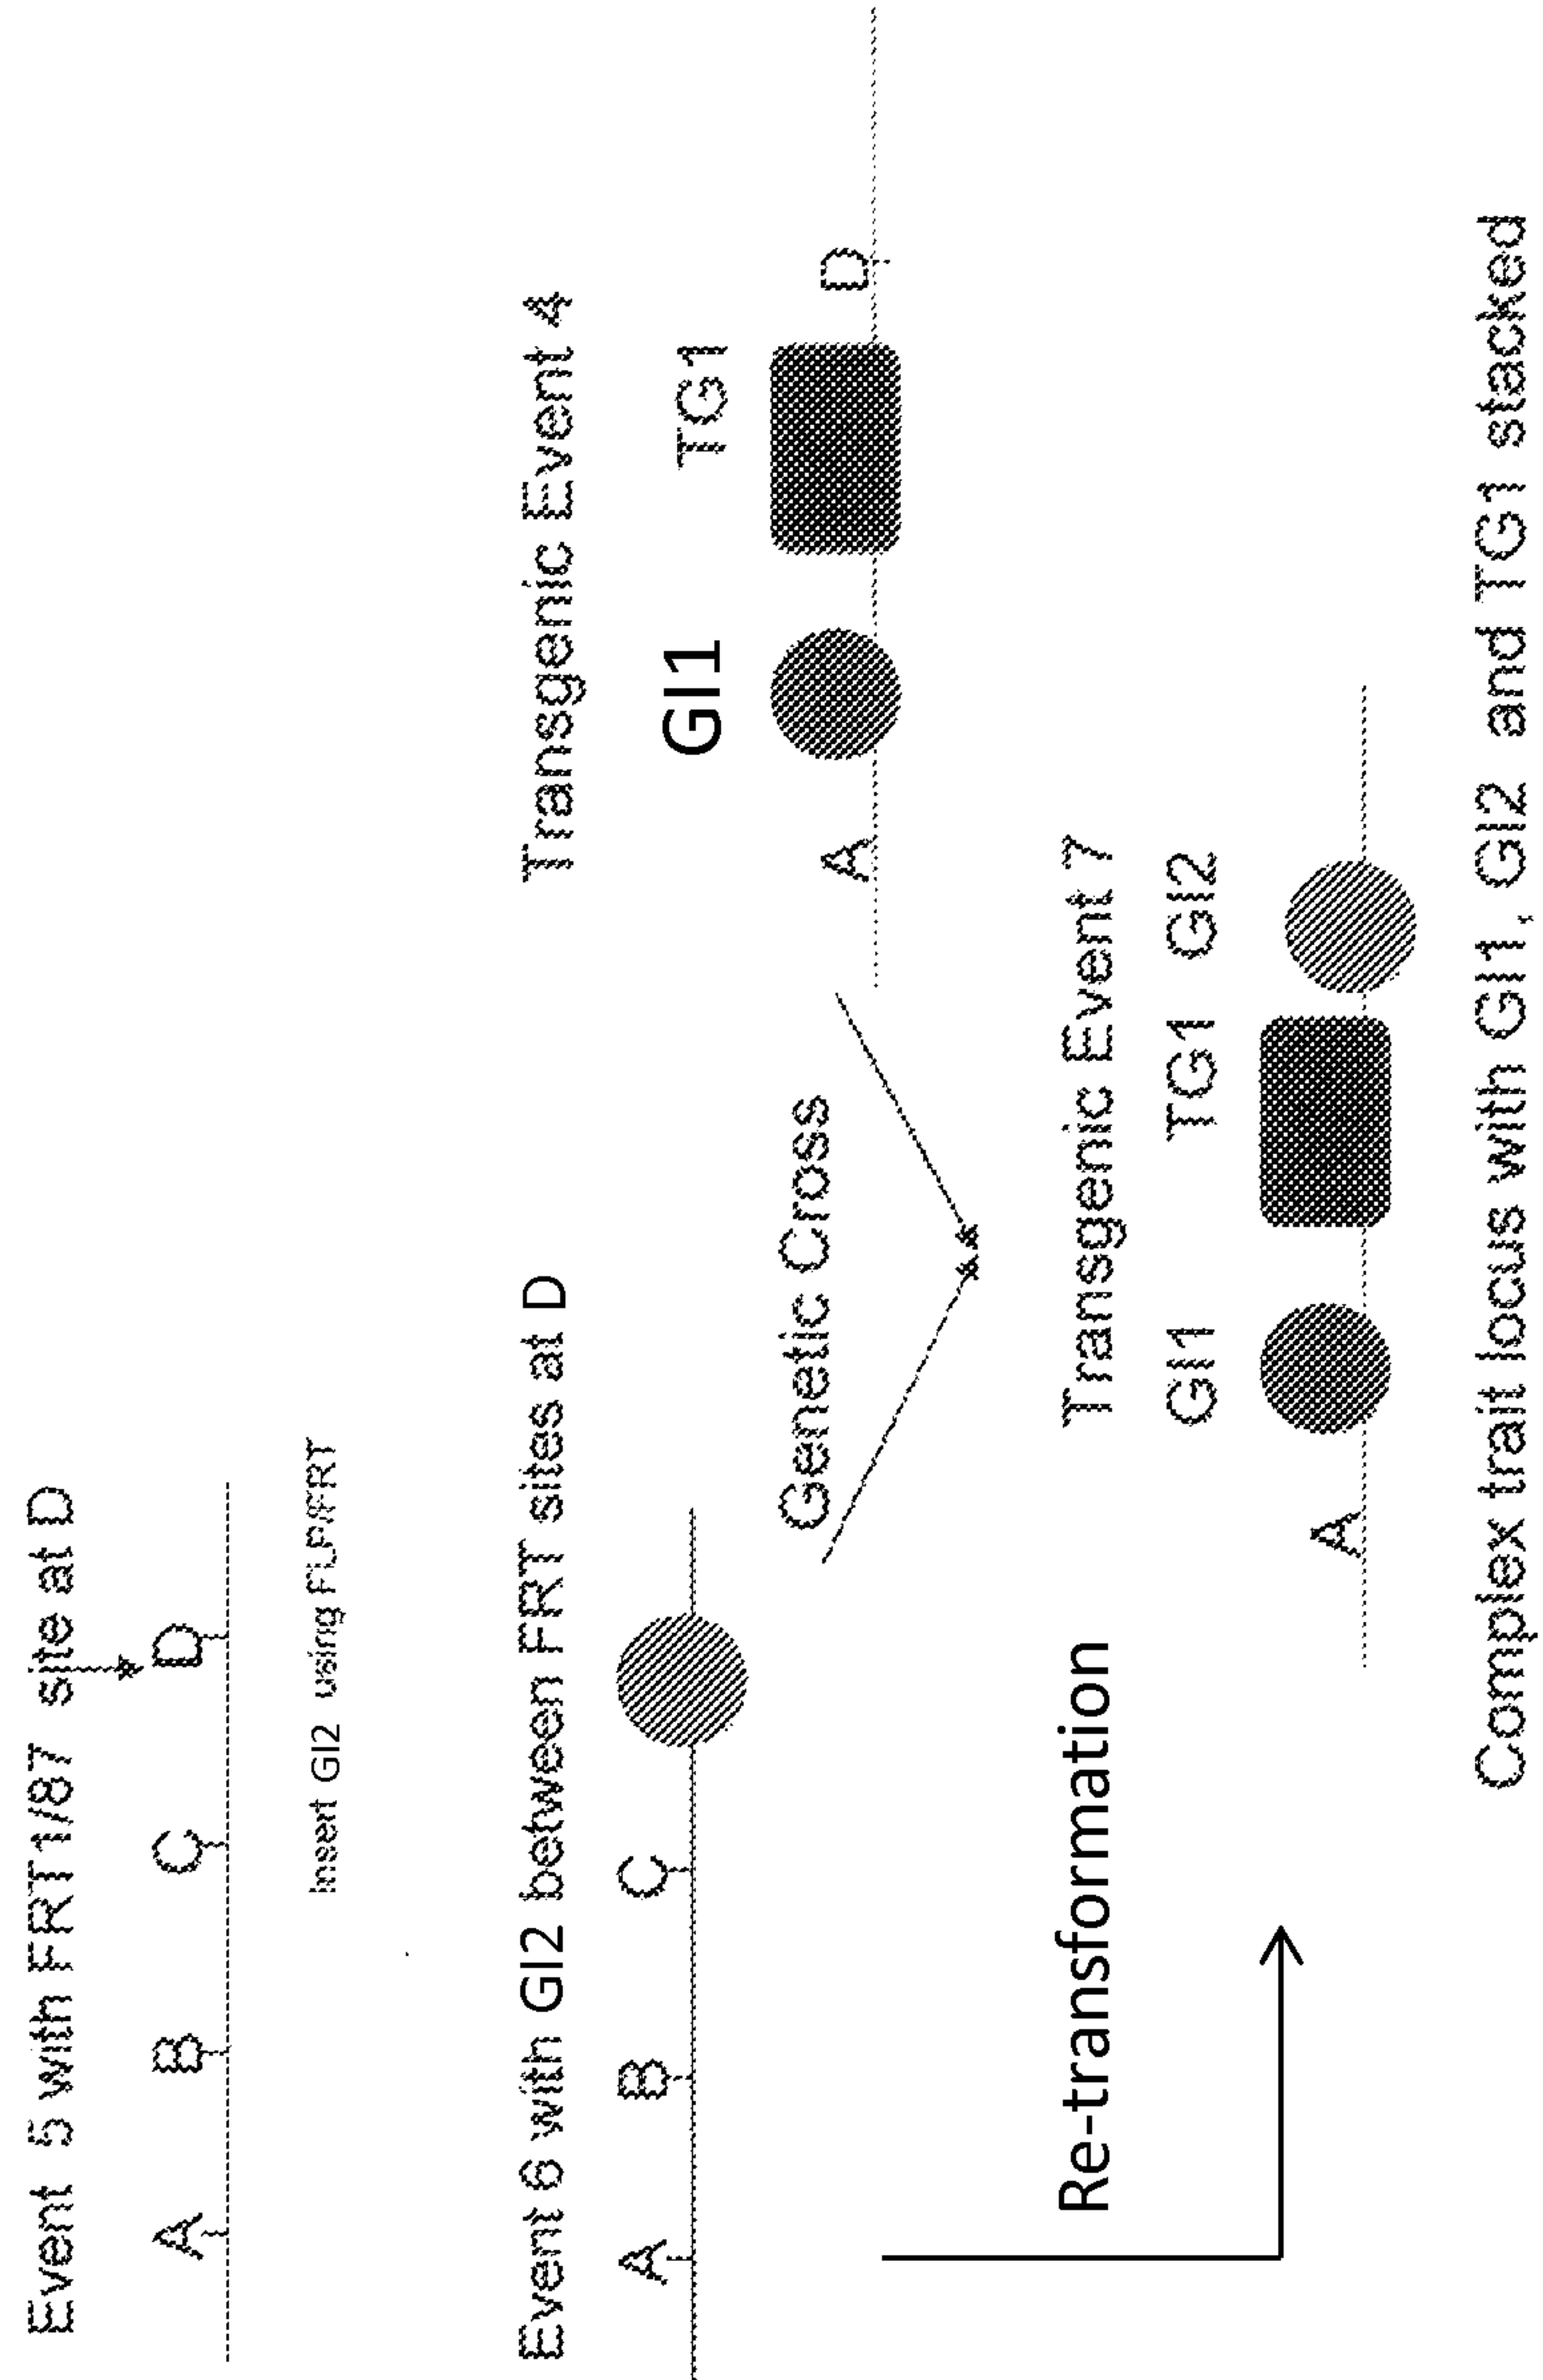 Event 5 with FRT1/87 site at D
A B C D
Insert GI2 using FLP/FRT
Event 6 with GI2 between FRT sites at D
A B C
Transgenic Event 4
GI1 TG1
A D
Genetic Cross
Re-transformation
Transgenic Event 7
GI1 TG1 GI2
A
Complex trait locus with GI1, GI2 and TG1 stacked